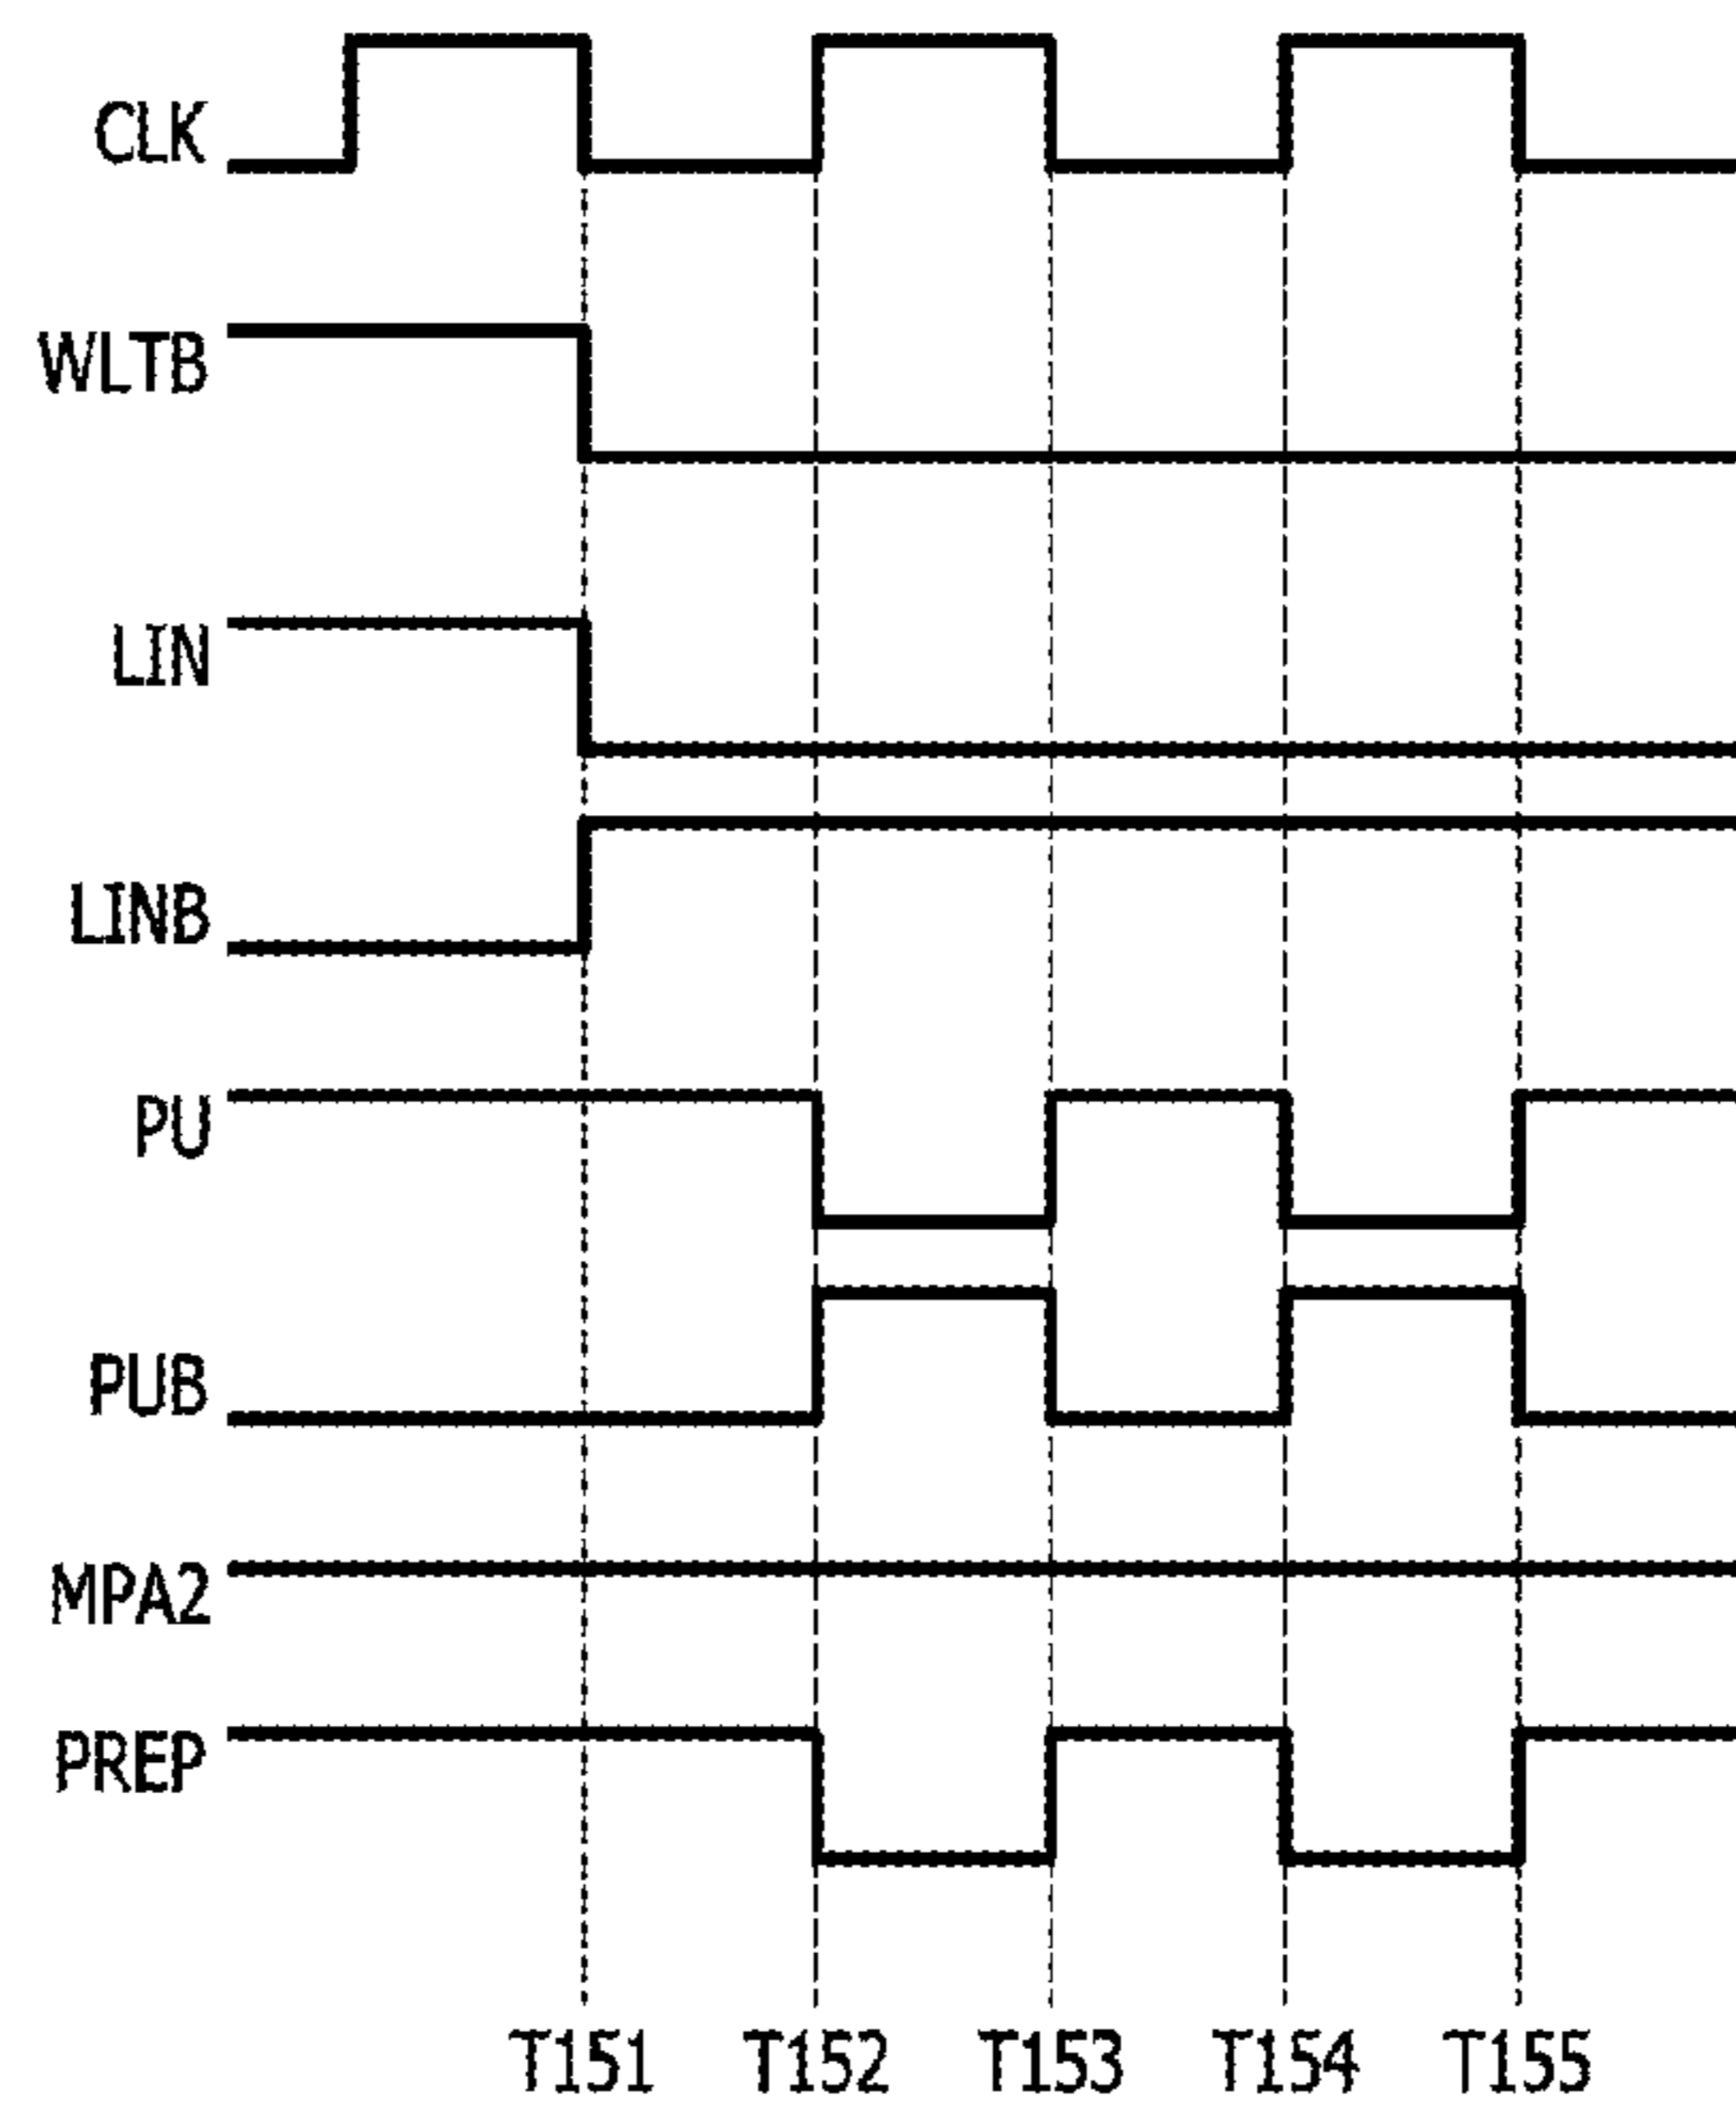 CLK
WLTB
LIN
LINB
PU
PUB
MPA2
PREP
T151 T152 T153 T154 T155